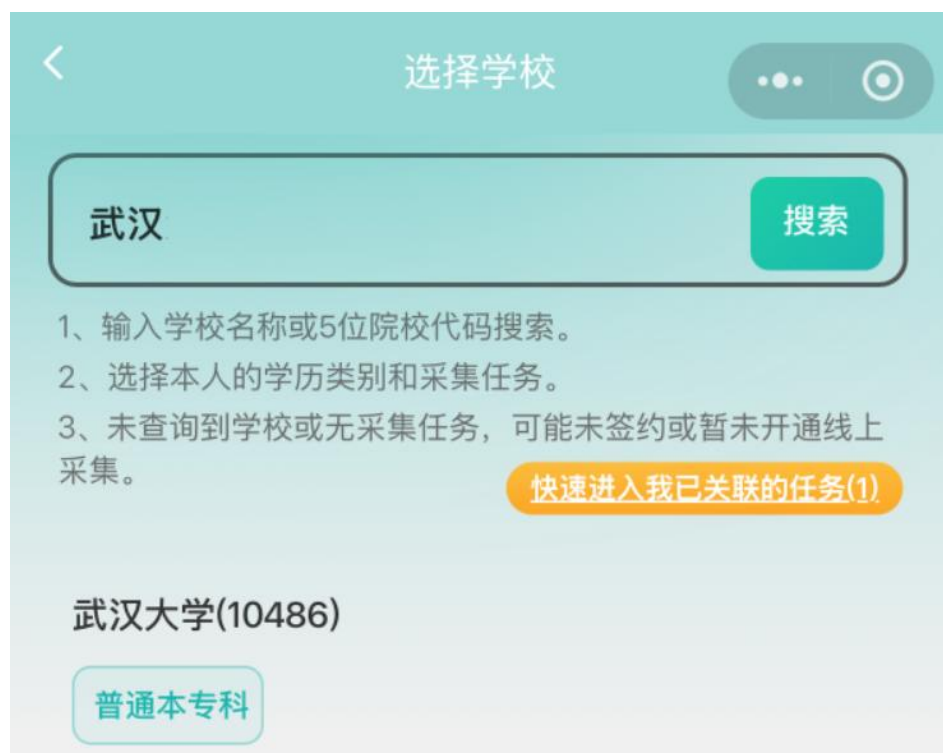 选择学校
武汉
搜索
1、输入学校名称或5位院校代码搜索。
2、选择本人的学历类别和采集任务。
3、未查询到学校或无采集任务，可能未签约或暂未开通线上
采集。
快速进入我已关联的任务(1)
武汉大学(10486)
普通本专科